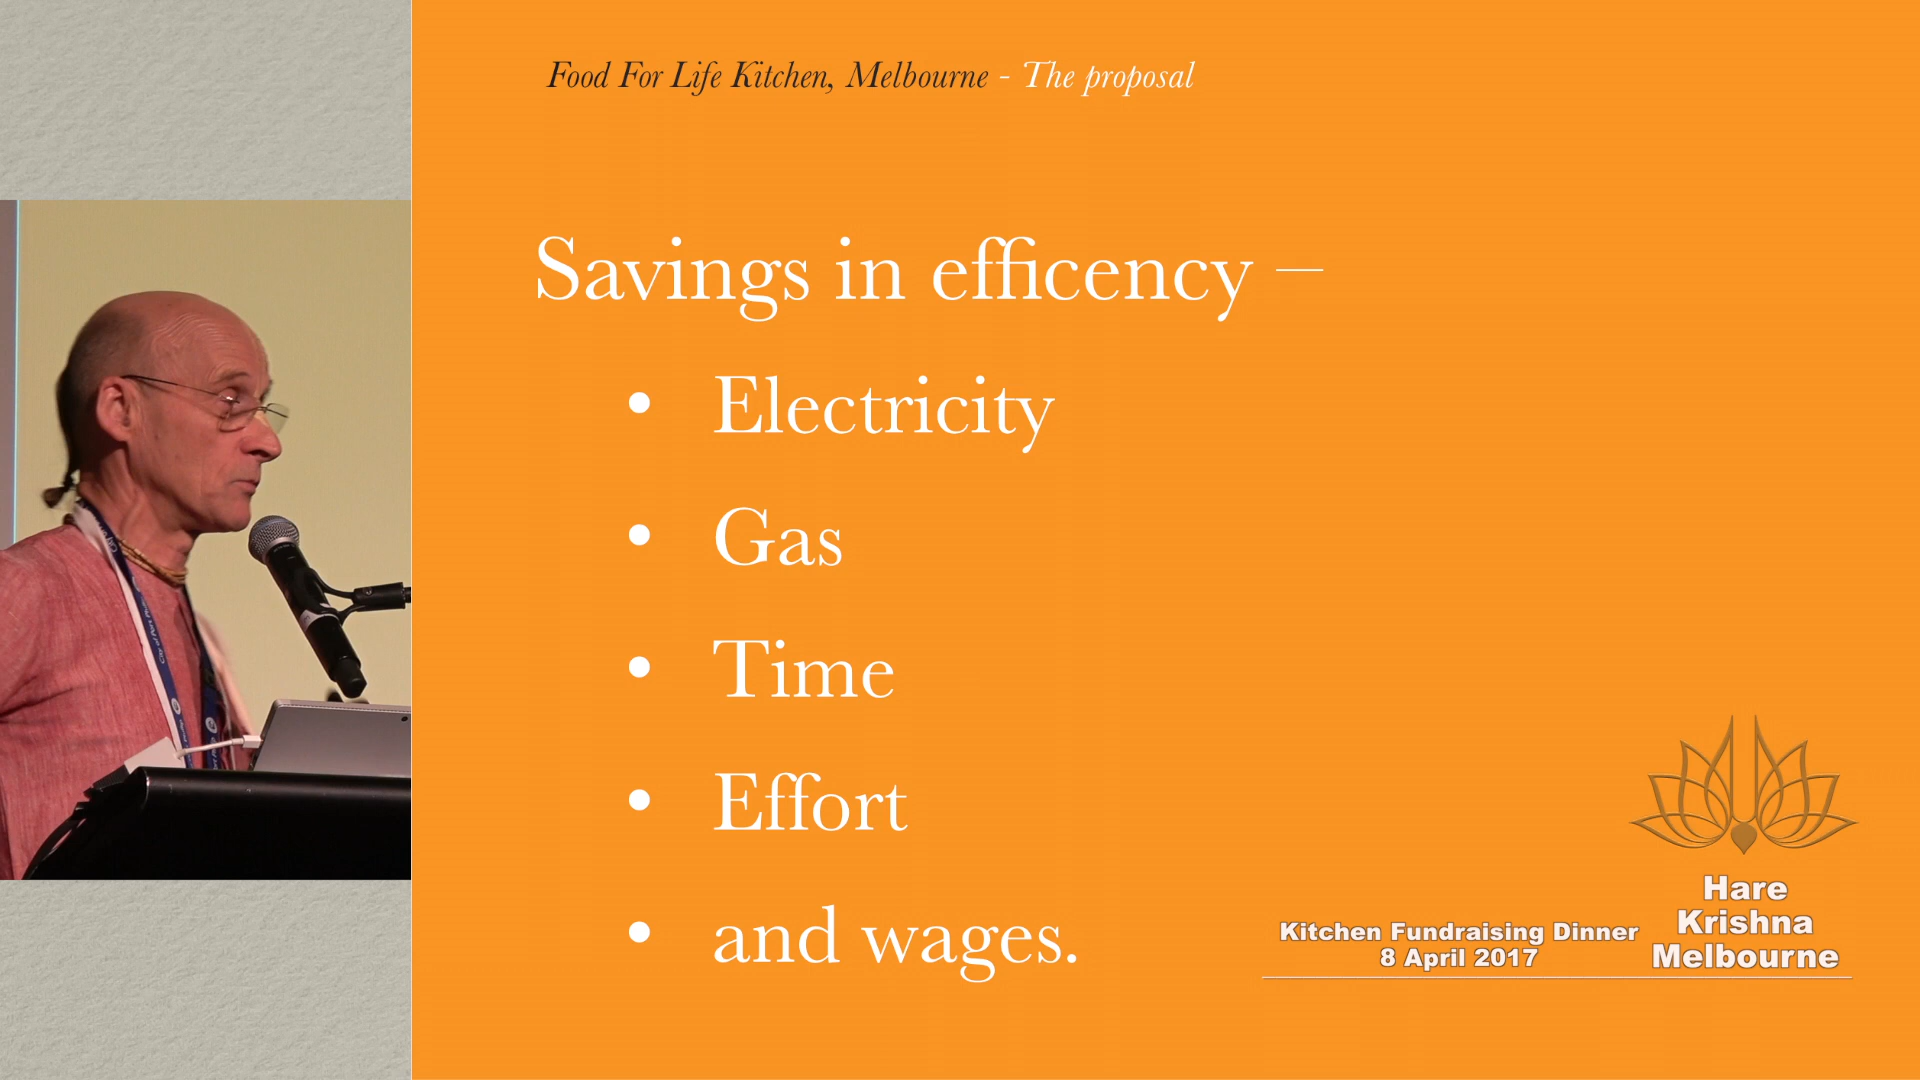 Food For Life Kitchen, Melbourne - The proposal
Savings in efficency –
• Electricity
• Gas
• Time
• Effort
• and wages.
Kitchen Fundraising Dinner
8 April 2017
Hare
Krishna
Melbourne